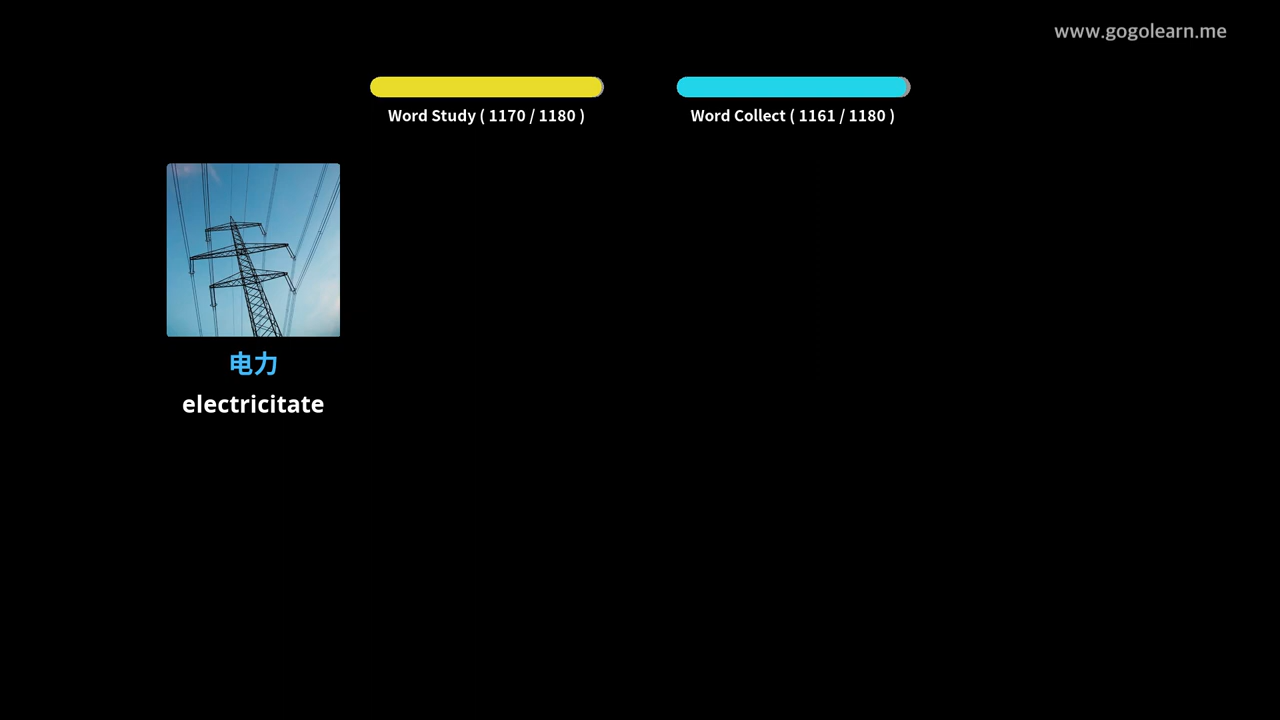 www.gogolearn.me
Word Study ( 1170 / 1180 )
Word Collect ( 1161 / 1180 )
电力
electricitate